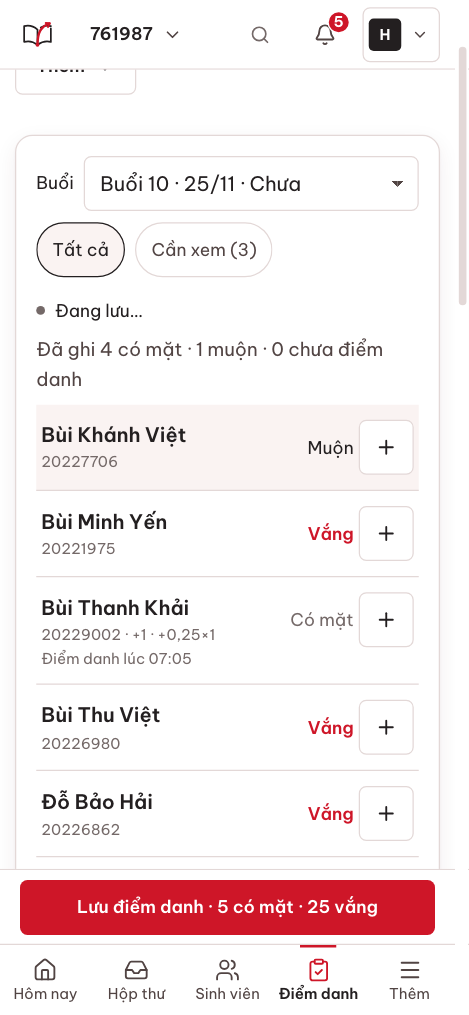 761987
5
H
Thêm
Buổi
Buổi 10 · 25/11 · Chưa
Tất cả
Cần xem (3)
Đang lưu...
Đã ghi 4 có mặt · 1 muộn · 0 chưa điểm
danh
Bùi Khánh Việt
20227706
Muộn
Bùi Minh Yến
20221975
Vắng
Bùi Thanh Khải
20229002 · +1 · +0,25×1
Điểm danh lúc 07:05
Có mặt
Bùi Thu Việt
20226980
Vắng
Đỗ Bảo Hải
20226862
Vắng
Lưu điểm danh · 5 có mặt · 25 vắng
Hôm nay
Hộp thư
Sinh viên
Điểm danh
Thêm